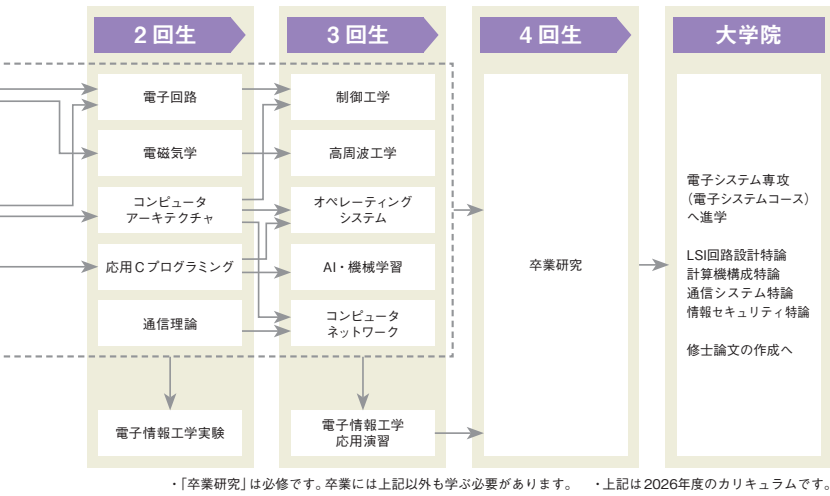 2回生
電子回路
電磁気学
コンピュータ
アーキテクチャ
応用Cプログラミング
通信理論
電子情報工学実験
3回生
制御工学
高周波工学
オペレーティング
システム
AI・機械学習
コンピュータ
ネットワーク
電子情報工学
応用演習
4回生
卒業研究
大学院
電子システム専攻
（電子システムコース）
へ進学
LSI回路設計特論
計算機構成特論
通信システム特論
情報セキュリティ特論
修士論文の作成へ
・「卒業研究」は必修です。卒業には上記以外も学ぶ必要があります。 ・上記は2026年度のカリキュラムです。